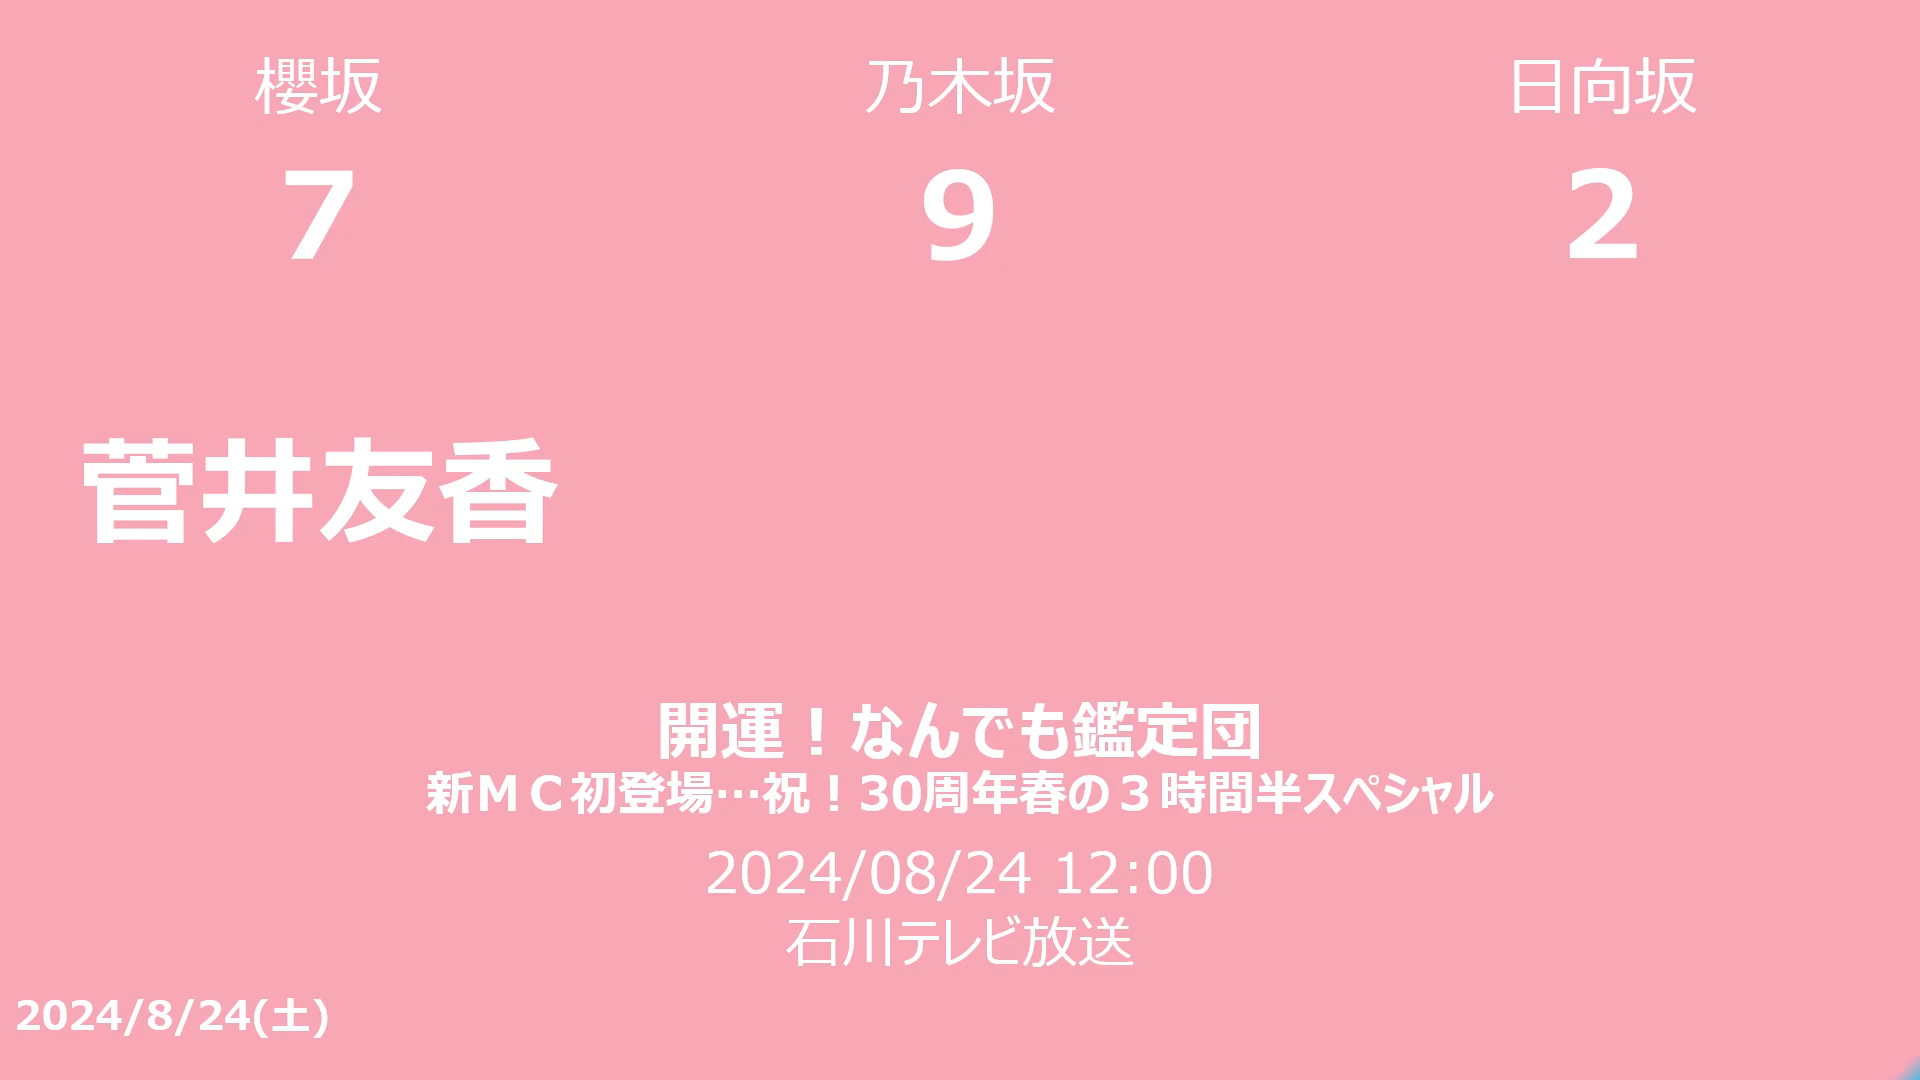 櫻坂 乃木坂 日向坂
7 9 2
菅井友香
開運！なんでも鑑定団
新ＭＣ初登場…祝！30周年春の３時間半スペシャル
2024/08/24 12:00
石川テレビ放送
2024/8/24(土)